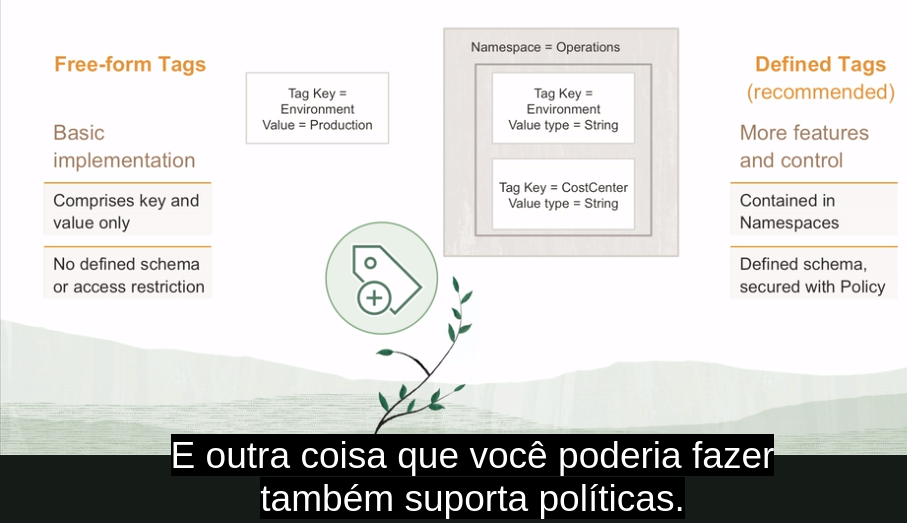 Free-form Tags
Basic
implementation
Comprises key and
value only
No defined schema
or access restriction
Tag Key =
Environment
Value = Production
Namespace = Operations
Tag Key =
Environment
Value type = String
Tag Key = CostCenter
Value type = String
Defined Tags
(recommended)
More features
and control
Contained in
Namespaces
Defined schema,
secured with Policy
E outra coisa que você poderia fazer
também suporta políticas.